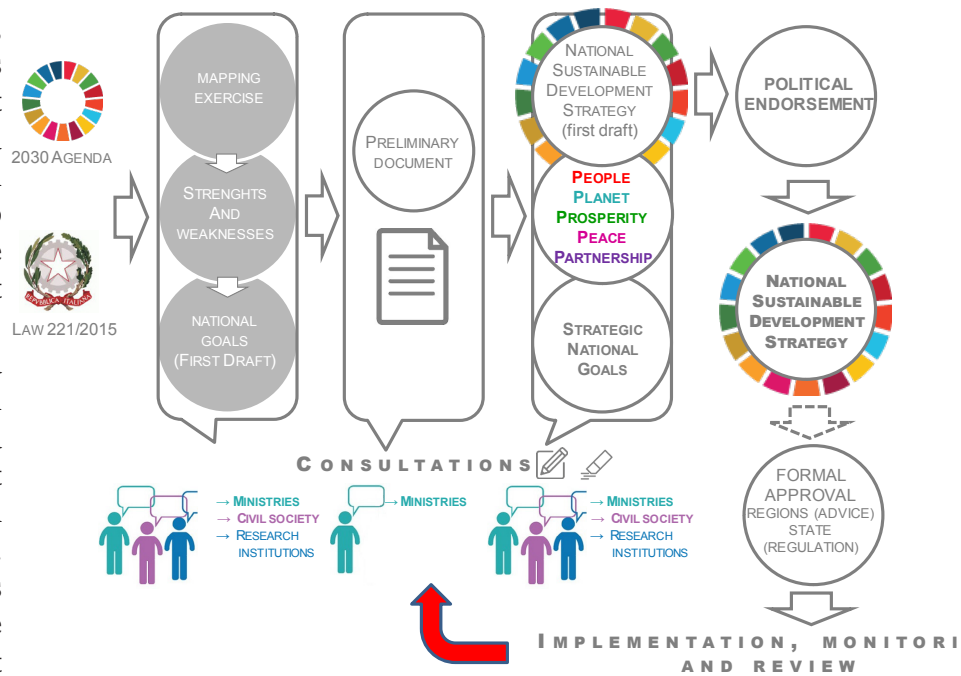 2030 AGENDA
REPVBBLICA ITALIANA
LAW 221/2015
MAPPING
EXERCISE
STRENGHTS
AND
WEAKNESSES
NATIONAL
GOALS
(FIRST DRAFT)
PRELIMINARY
DOCUMENT
NATIONAL
SUSTAINABLE
DEVELOPMENT
STRATEGY
(first draft)
PEOPLE
PLANET
PROSPERITY
PEACE
PARTNERSHIP
STRATEGIC
NATIONAL
GOALS
POLITICAL
ENDORSEMENT
NATIONAL
SUSTAINABLE
DEVELOPMENT
STRATEGY
FORMAL
APPROVAL
REGIONS (ADVICE)
STATE
(REGULATION)
CONSULTATIONS
→ MINISTRIES
→ CIVIL SOCIETY
→ RESEARCH
INSTITUTIONS
→ MINISTRIES
→ MINISTRIES
→ CIVIL SOCIETY
→ RESEARCH
INSTITUTIONS
IMPLEMENTATION, MONITORI
AND REVIEW